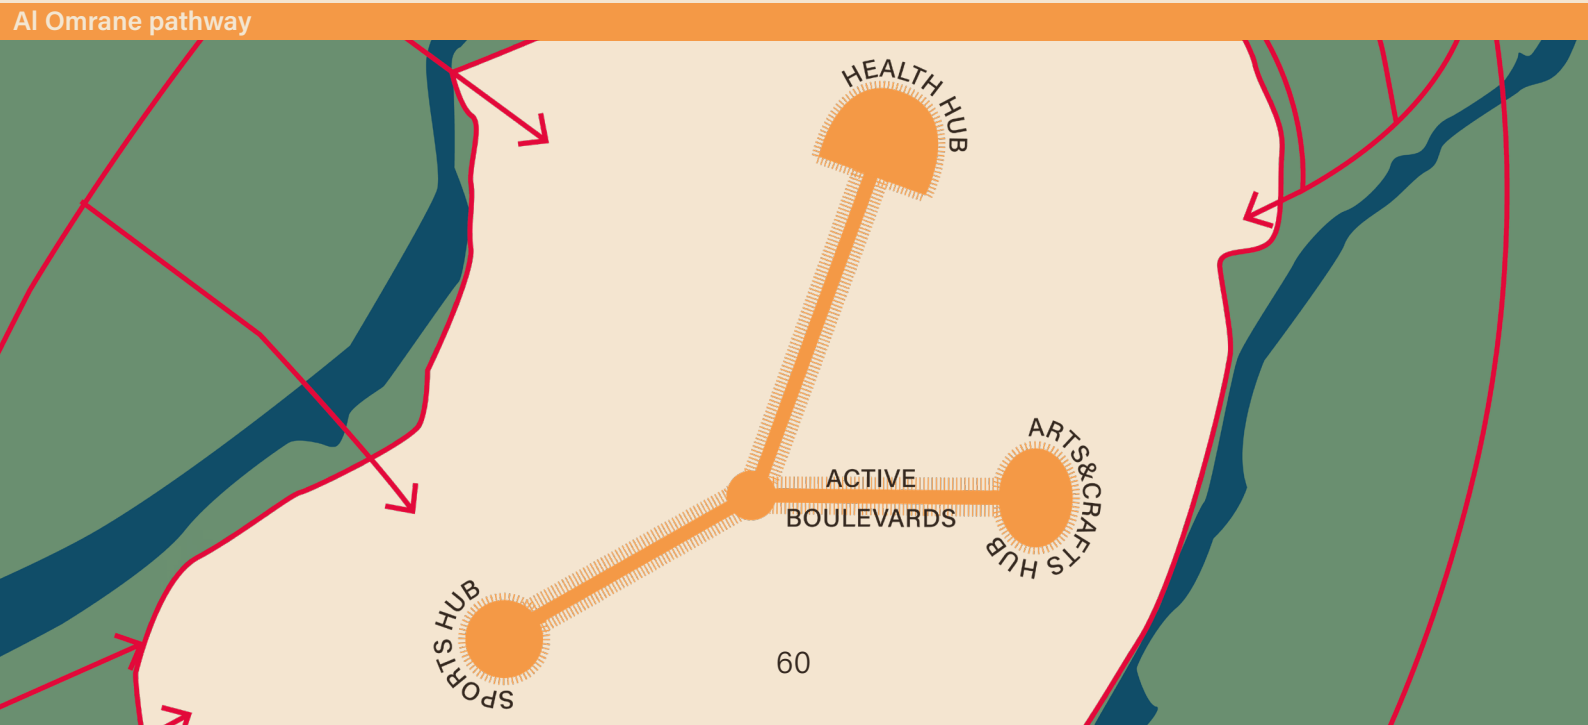 Al Omrane pathway
HEALTH HUB
ARTS&CRAFTS HUB
ACTIVE
BOULEVARDS
SPORTS HUB
60